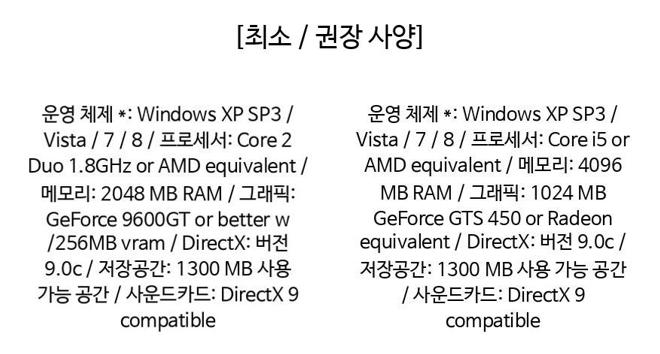 [최소 / 권장 사양]
운영 체제 *: Windows XP SP3 /
Vista / 7 / 8 / 프로세서: Core 2
Duo 1.8GHz or AMD equivalent /
메모리: 2048 MB RAM / 그래픽:
GeForce 9600GT or better w
/256MB vram / DirectX: 버전
9.0c / 저장공간: 1300 MB 사용
가능 공간 / 사운드카드: DirectX 9
compatible
운영 체제 *: Windows XP SP3 /
Vista / 7 / 8 / 프로세서: Core i5 or
AMD equivalent / 메모리: 4096
MB RAM / 그래픽: 1024 MB
GeForce GTS 450 or Radeon
equivalent / DirectX: 버전 9.0c /
저장공간: 1300 MB 사용 가능 공간
/ 사운드카드: DirectX 9
compatible